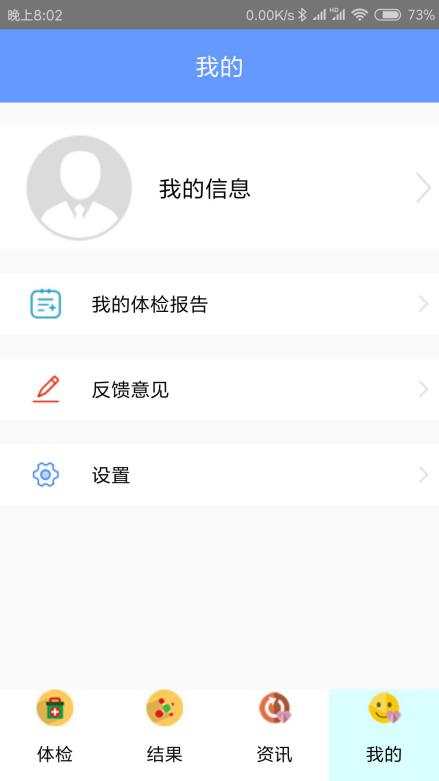 晚上8:02
0.00K/s
HD
73%
我的
我的信息
我的体检报告
反馈意见
设置
体检
结果
资讯
我的